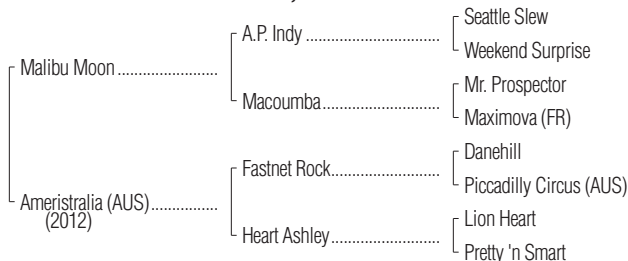 Seattle Slew
A.P. Indy
Weekend Surprise
Malibu Moon
Mr. Prospector
Macoumba
Maximova (FR)
Danehill
Fastnet Rock
Piccadilly Circus (AUS)
Ameristralia (AUS)
(2012)
Lion Heart
Heart Ashley
Pretty 'n Smart